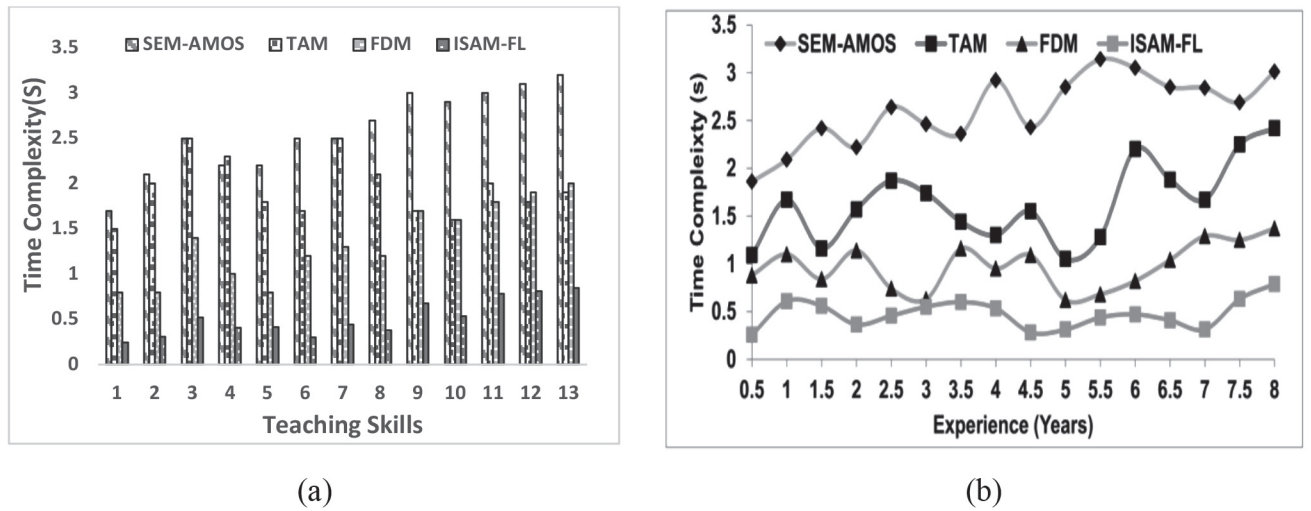 SEM-AMOS TAM FDM ISAM-FL
Time Complexity(S)
3.5
3
2.5
2
1.5
1
0.5
0
1 2 3 4 5 6 7 8 9 10 11 12 13
Teaching Skills
(a)
SEM-AMOS TAM FDM ISAM-FL
Time Compleixty (s)
3.5
3
2.5
2
1.5
1
0.5
0
0.5 1 1.5 2 2.5 3 3.5 4 4.5 5 5.5 6 6.5 7 7.5 8
Experience (Years)
(b)